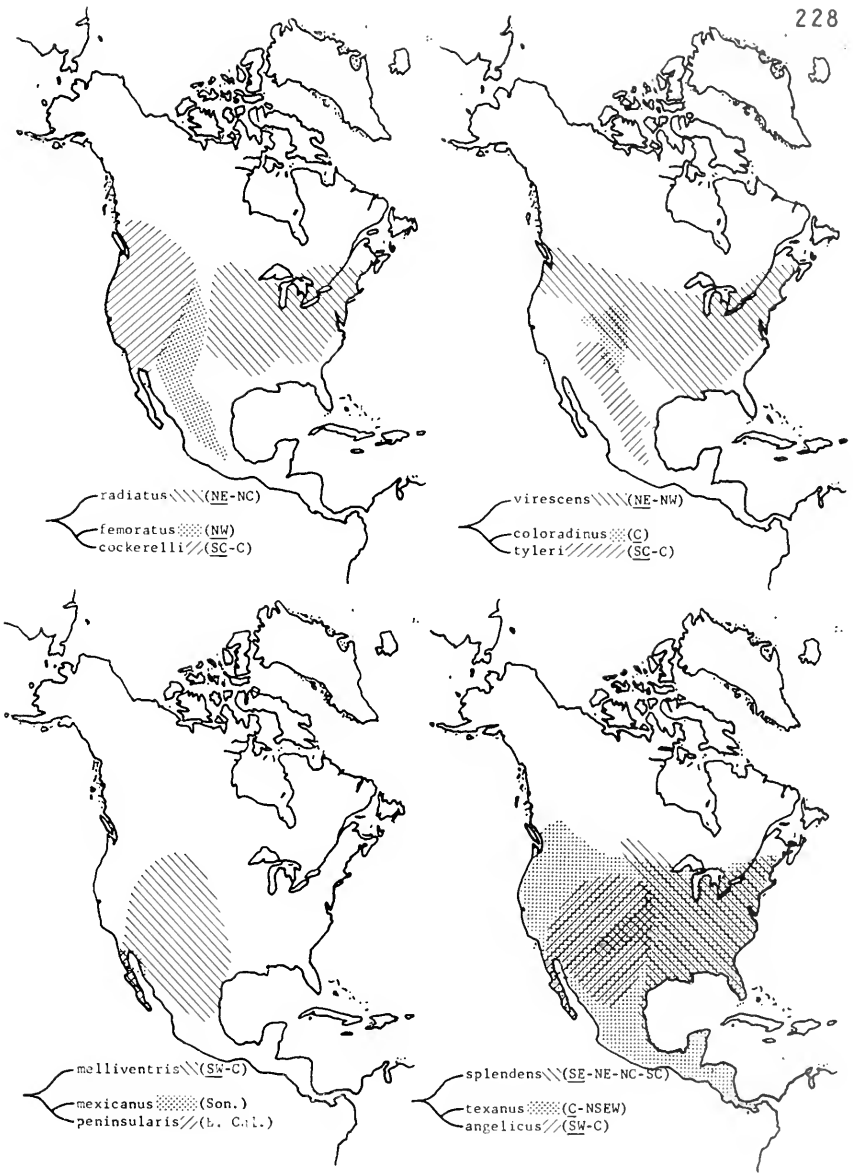 228
radiatus (NE-NC)
femoratus (NW)
cockerelli (SC-C)
virescens (NE-NW)
coloradinus (C)
tyleri (SC-C)
melliventris (SW-C)
mexicanus (Son.)
peninsularis
splendens (SE-NE-NC-SC)
texanus (C-NSEW)
angelicus (SW-C)